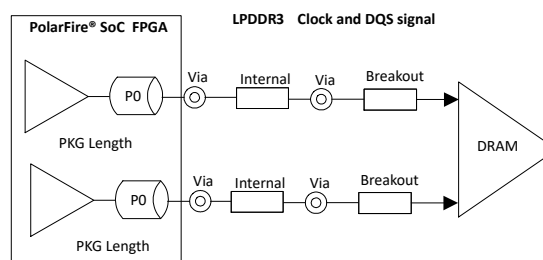 PolarFire® SoC FPGA
LPDDR3 Clock and DQS signal
Via Internal Via Breakout
P0
PKG Length
DRAM
Via Internal Via Breakout
P0
PKG Length